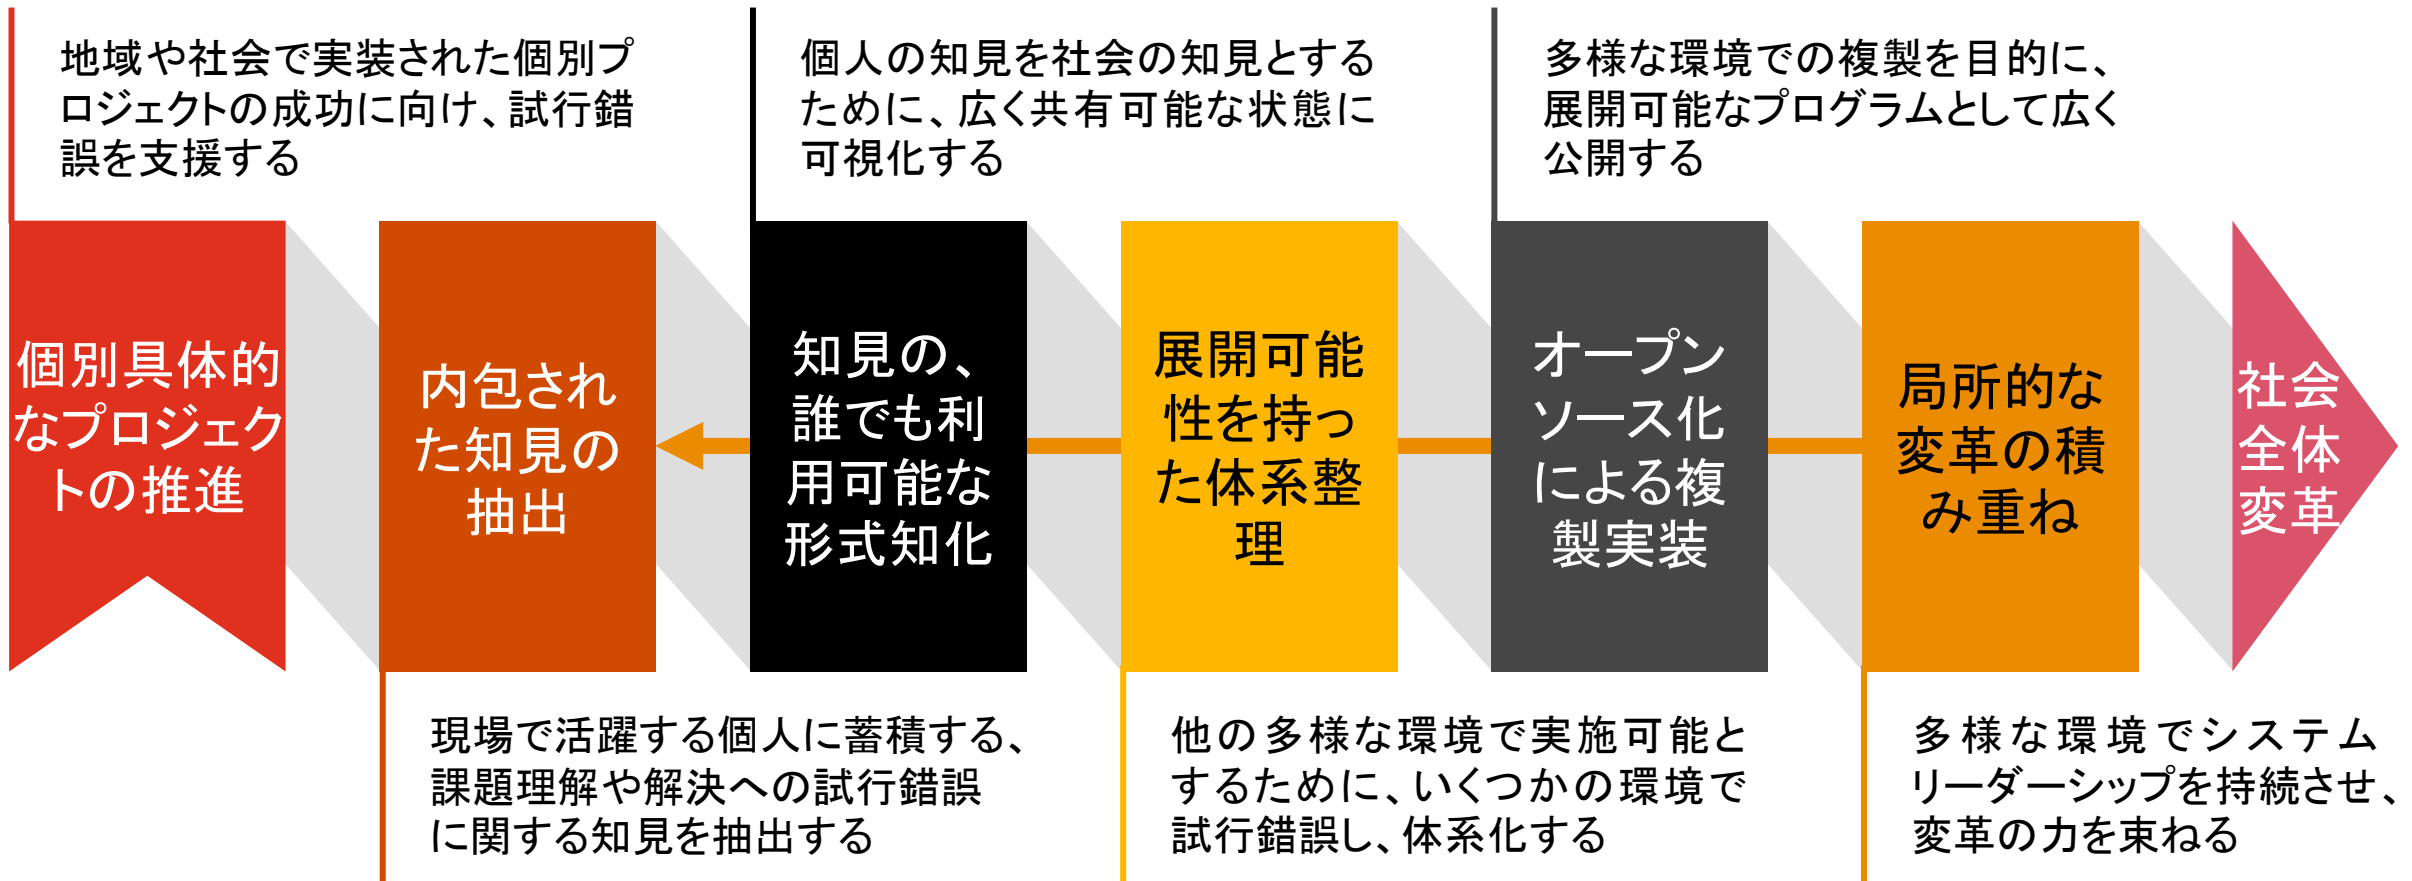 地域や社会で実装された個別プ
ロジェクトの成功に向け、試行錯
誤を支援する
個人の知見を社会の知見とする
ために、広く共有可能な状態に
可視化する
多様な環境での複製を目的に、
展開可能なプログラムとして広く
公開する
個別具体的
なプロジェク
トの推進
内包され
た知見の
抽出
知見の、
誰でも利
用可能な
形式知化
展開可能
性を持っ
た体系整
理
オープン
ソース化
による複
製実装
局所的な
変革の積
み重ね
社会
全体
変革
現場で活躍する個人に蓄積する、
課題理解や解決への試行錯誤
に関する知見を抽出する
他の多様な環境で実施可能と
するために、いくつかの環境で
試行錯誤し、体系化する
多様な環境でシステム
リーダーシップを持続させ、
変革の力を束ねる